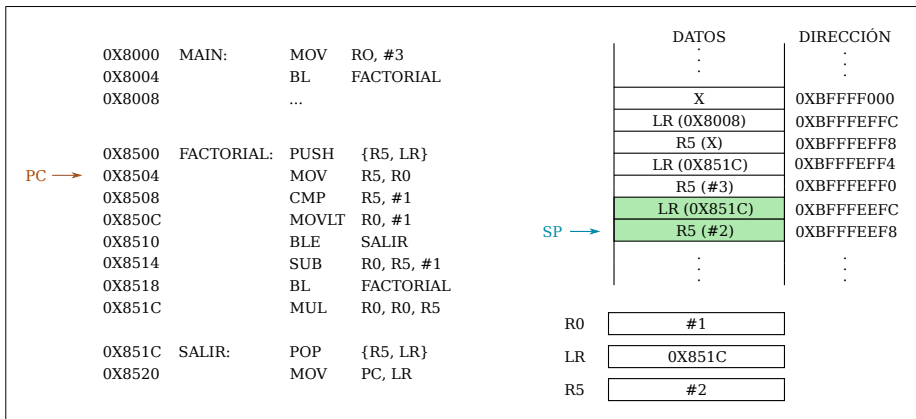 0X8000 MAIN: MOV RO, #3
0X8004 BL FACTORIAL
0X8008 ...
0X8500 FACTORIAL: PUSH {R5, LR}
PC 0X8504 MOV R5, R0
0X8508 CMP R5, #1
0X850C MOVLT R0, #1
0X8510 BLE SALIR
0X8514 SUB R0, R5, #1
0X8518 BL FACTORIAL
0X851C MUL R0, R0, R5
0X851C SALIR: POP {R5, LR}
0X8520 MOV PC, LR
DATOS DIRECCIÓN
X 0XBFFFF000
LR (0X8008) 0XBFFFEFFC
R5 (X) 0XBFFFEFF8
LR (0X851C) 0XBFFFEFF4
R5 (#3) 0XBFFFEFF0
LR (0X851C) 0XBFFFEEFC
SP R5 (#2) 0XBFFFEEF8
R0 #1
LR 0X851C
R5 #2